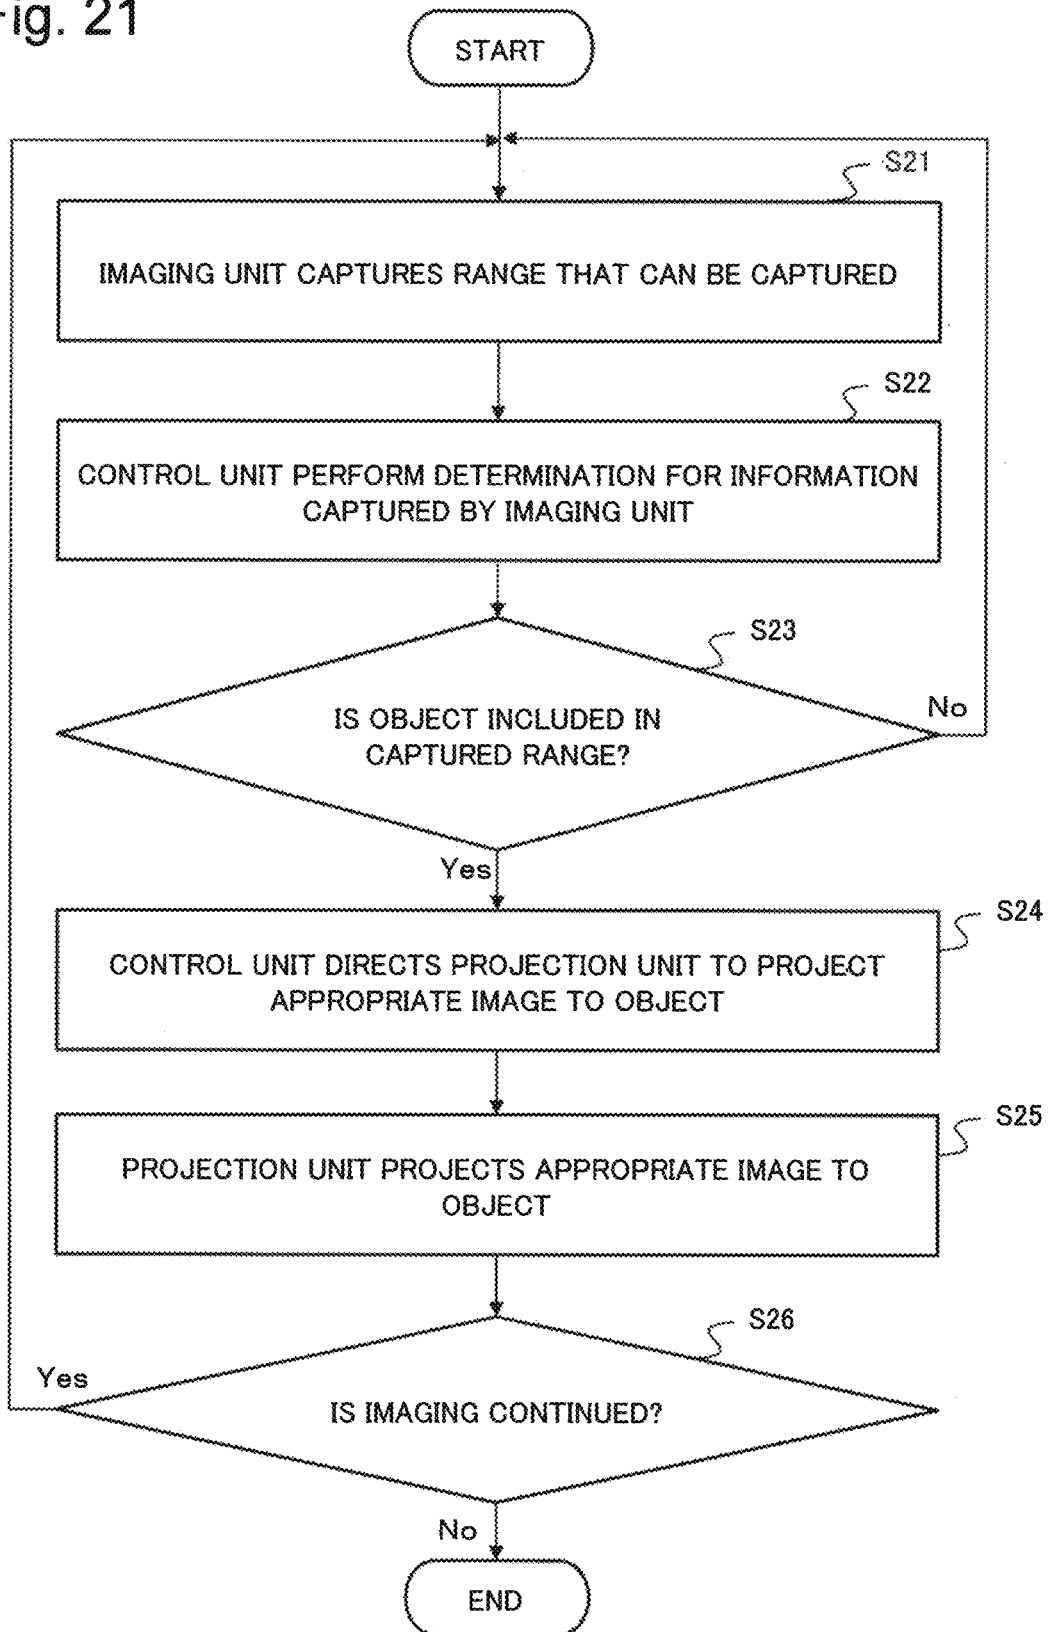 Fig. 21
START
S21
IMAGING UNIT CAPTURES RANGE THAT CAN BE CAPTURED
S22
CONTROL UNIT PERFORM DETERMINATION FOR INFORMATION
CAPTURED BY IMAGING UNIT
S23
IS OBJECT INCLUDED IN
CAPTURED RANGE?
No
Yes
S24
CONTROL UNIT DIRECTS PROJECTION UNIT TO PROJECT
APPROPRIATE IMAGE TO OBJECT
S25
PROJECTION UNIT PROJECTS APPROPRIATE IMAGE TO
OBJECT
S26
Yes
IS IMAGING CONTINUED?
No
END